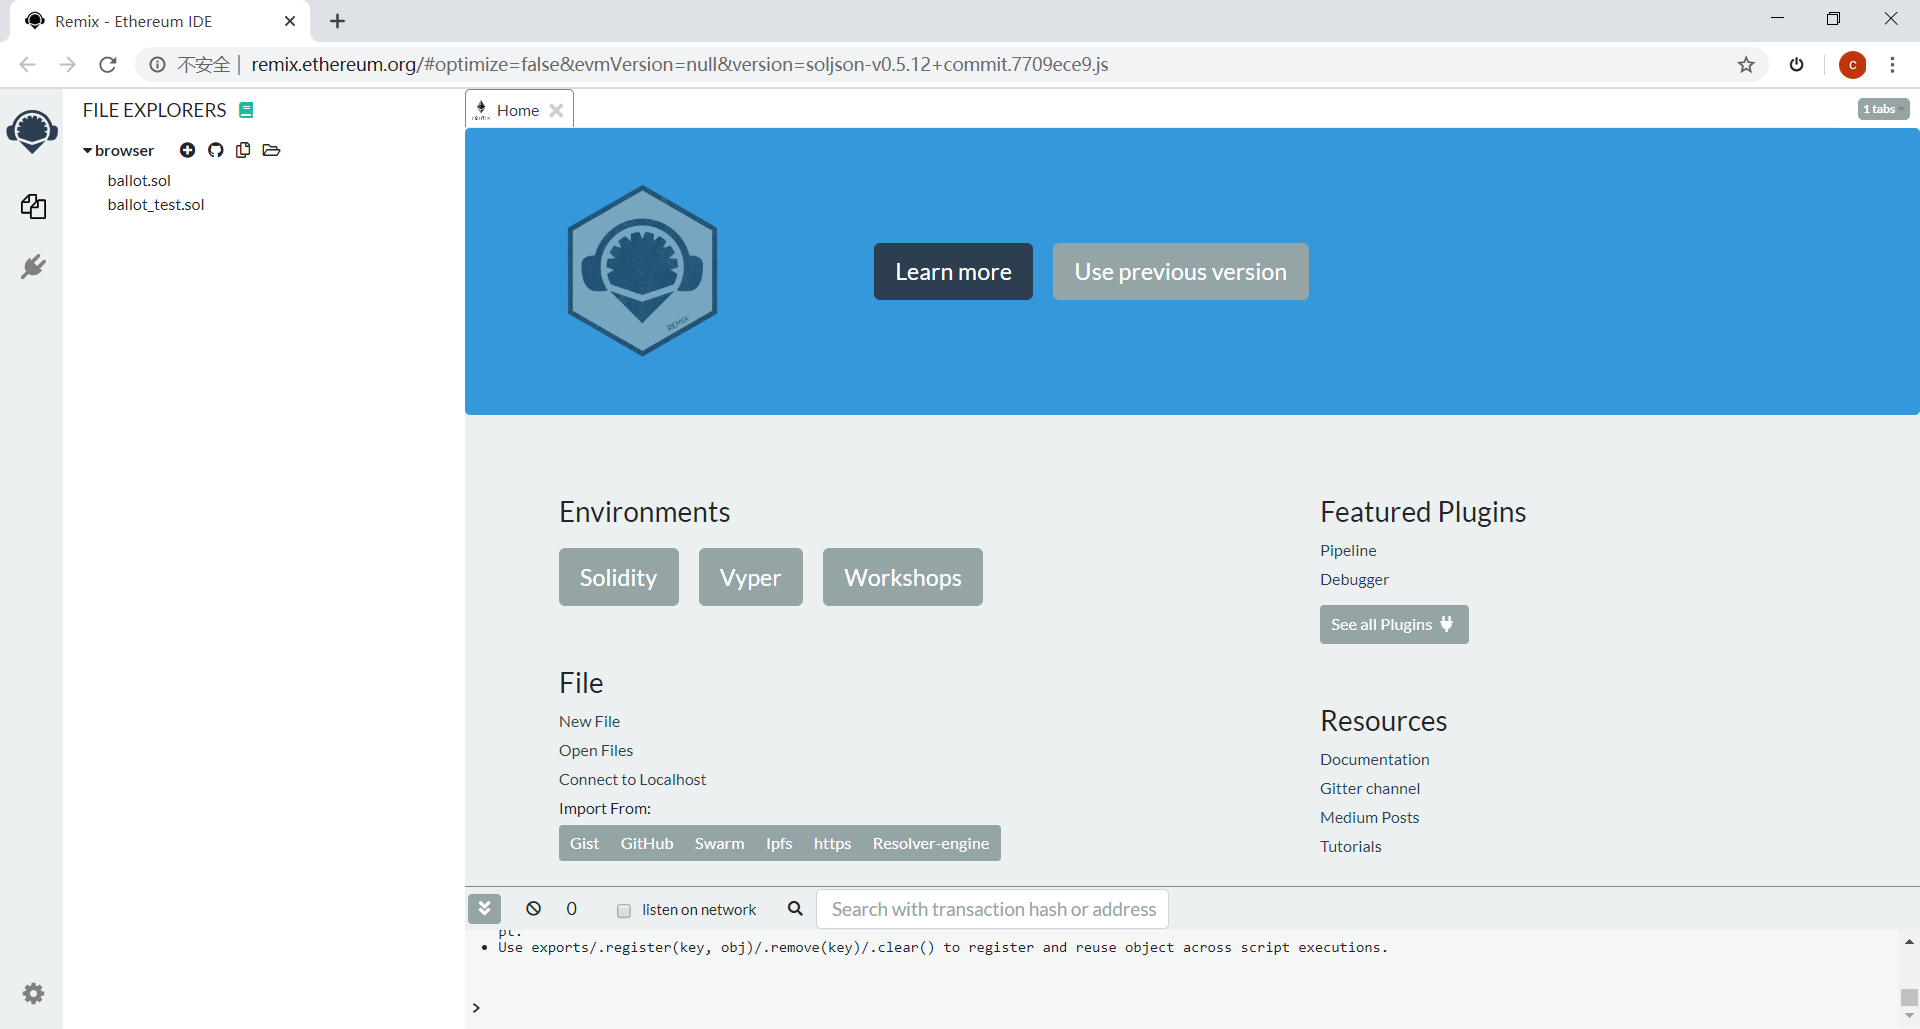 Remix - Ethereum IDE
不安全 | remix.ethereum.org/#optimize=false&evmVersion=null&version=soljson-v0.5.12+commit.7709ece9.js
C
FILE EXPLORERS
browser
ballot.sol
ballot_test.sol
remix
Home
1 tabs
REMIX
Learn more
Use previous version
Environments
Solidity
Vyper
Workshops
Featured Plugins
Pipeline
Debugger
See all Plugins
File
New File
Open Files
Connect to Localhost
Import From:
Gist GitHub Swarm Ipfs https Resolver-engine
Resources
Documentation
Gitter channel
Medium Posts
Tutorials
0
listen on network
Search with transaction hash or address
pt.
• Use exports/.register(key, obj)/.remove(key)/.clear() to register and reuse object across script executions.
>